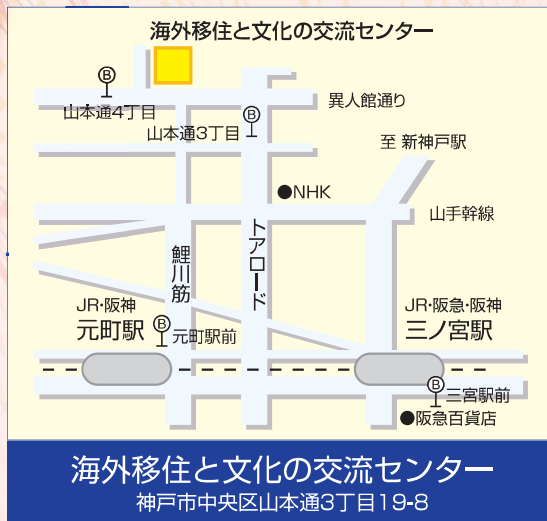 海外移住と文化の交流センター
Ⓑ
山本通4丁目
異人館通り
Ⓑ
山本通3丁目
至 新神戸駅
●NHK
山手幹線
鯉川筋
トアロード
JR・阪神
元町駅
Ⓑ
元町駅前
JR・阪急・阪神
三ノ宮駅
Ⓑ
三宮駅前
●阪急百貨店
海外移住と文化の交流センター
神戸市中央区山本通3丁目19-8